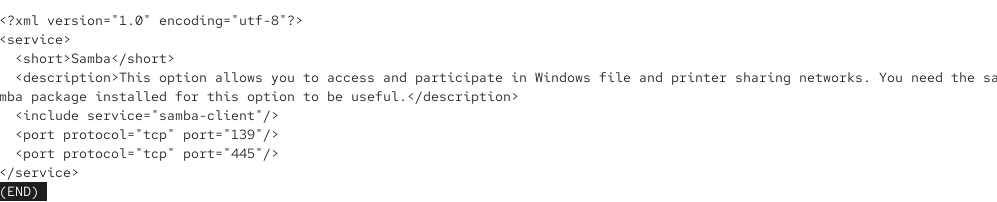 <?xml version="1.0" encoding="utf-8"?>
<service>
  <short>Samba</short>
  <description>This option allows you to access and participate in Windows file and printer sharing networks. You need the sa
mba package installed for this option to be useful.</description>
  <include service="samba-client"/>
  <port protocol="tcp" port="139"/>
  <port protocol="tcp" port="445"/>
</service>
(END)